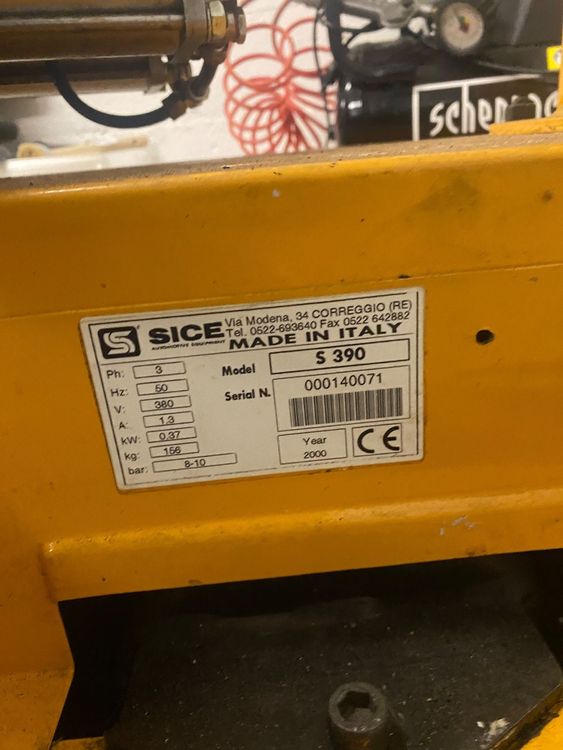 scheppac
S SICE
AUTOMOTIVE EQUIPMENT
Via Modena, 34 CORREGGIO (RE)
Tel. 0522-693640 Fax 0522 642882
MADE IN ITALY
Ph: 3
Hz: 50
V: 380
A: 1.3
kW: 0.37
kg: 156
bar: 8-10
Model S 390
Serial N. 000140071
Year
2000
CE